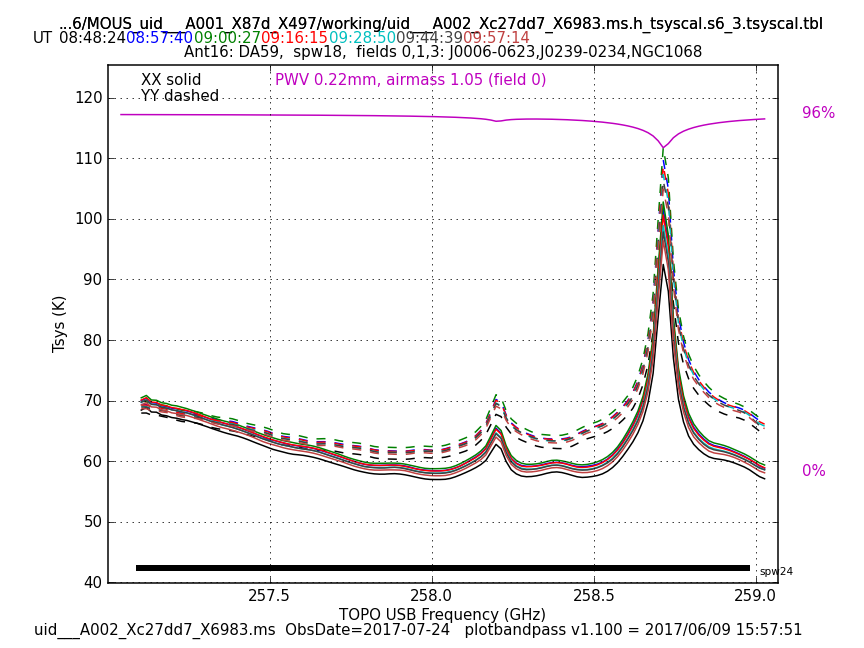 ...6/MOUS_uid___A001_X87d_X497/working/uid___A002_Xc27dd7_X6983.ms.h_tsyscal.s6_3.tsyscal.tbl
UT 08:48:24 08:57:40 09:00:27 09:16:15 09:28:50 09:44:39 09:57:14
Ant16: DA59, spw18, fields 0,1,3: J0006-0623,J0239-0234,NGC1068
XX solid
PWV 0.22mm, airmass 1.05 (field 0)
YY dashed
120
110
100
90
80
70
60
50
40
Tsys (K)
96%
0%
spw24
257.5 258.0 258.5 259.0
TOPO USB Frequency (GHz)
uid___A002_Xc27dd7_X6983.ms ObsDate=2017-07-24 plotbandpass v1.100 = 2017/06/09 15:57:51